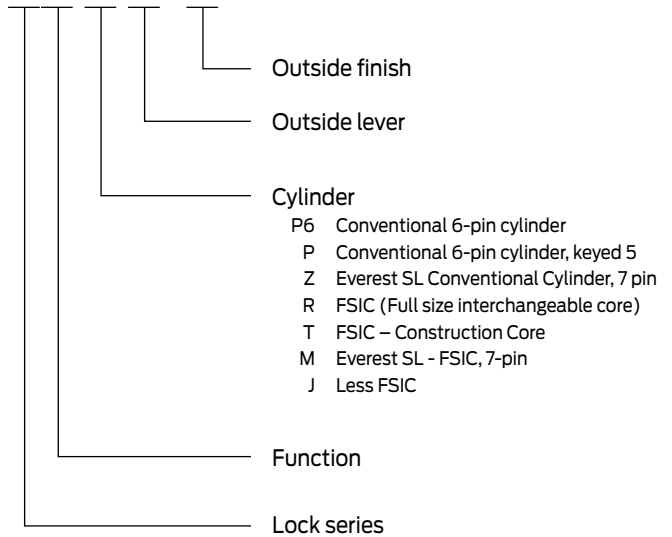 Outside finish
Outside lever
Cylinder
P6 Conventional 6-pin cylinder
P Conventional 6-pin cylinder, keyed 5
Z Everest SL Conventional Cylinder, 7 pin
R FSIC (Full size interchangeable core)
T FSIC – Construction Core
M Everest SL - FSIC, 7-pin
J Less FSIC
Function
Lock series